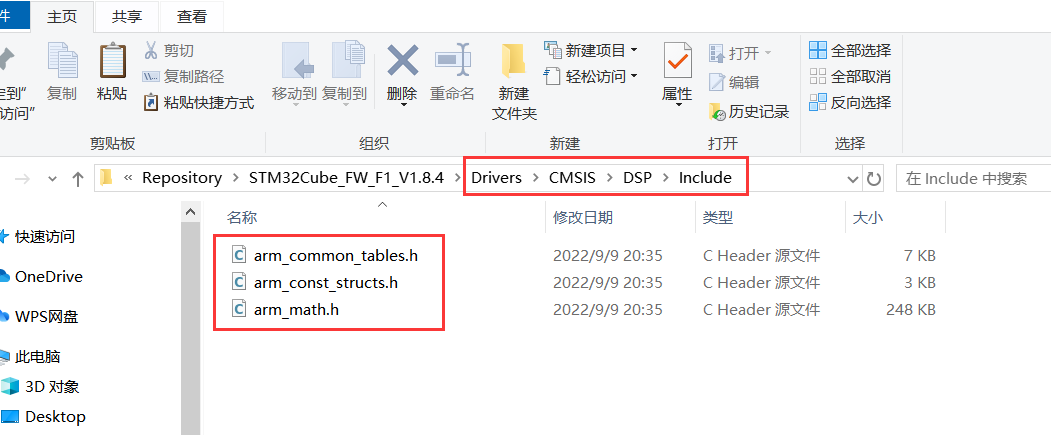 件 主页 共享 查看
定到" 复制 粘贴 剪切 复制路径 粘贴快捷方式 移动到 复制到 删除 重命名 新建 文件夹 新建项目 轻松访问 属性 打开 编辑 历史记录 全部选择 全部取消 反向选择
访问"
剪贴板 组织 新建 打开 选择
« Repository > STM32Cube_FW_F1_V1.8.4 > Drivers > CMSIS > DSP > Include 在 Include 中搜索
名称 修改日期 类型 大小
快速访问
OneDrive
WPS网盘
此电脑
3D 对象
Desktop
arm_common_tables.h 2022/9/9 20:35 C Header 源文件 7 KB
arm_const_structs.h 2022/9/9 20:35 C Header 源文件 3 KB
arm_math.h 2022/9/9 20:35 C Header 源文件 248 KB